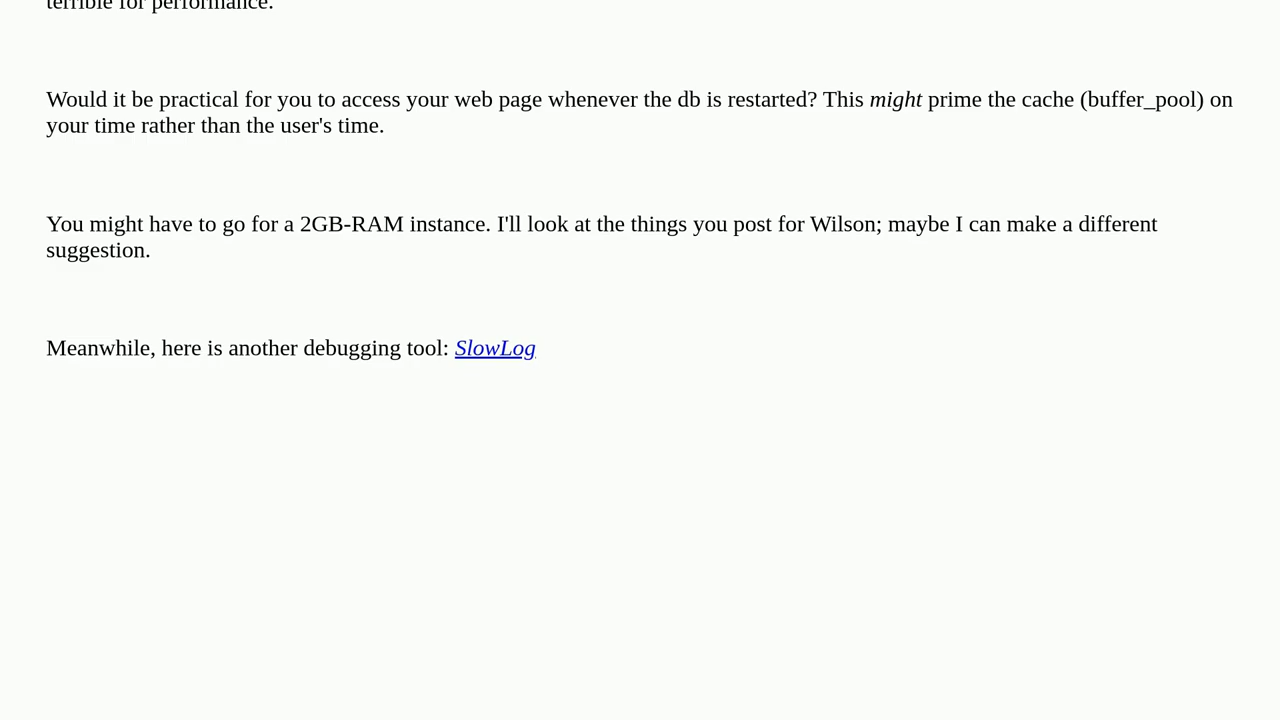 terrible for performance.
Would it be practical for you to access your web page whenever the db is restarted? This might prime the cache (buffer_pool) on
your time rather than the user's time.
You might have to go for a 2GB-RAM instance. I'll look at the things you post for Wilson; maybe I can make a different
suggestion.
Meanwhile, here is another debugging tool: SlowLog